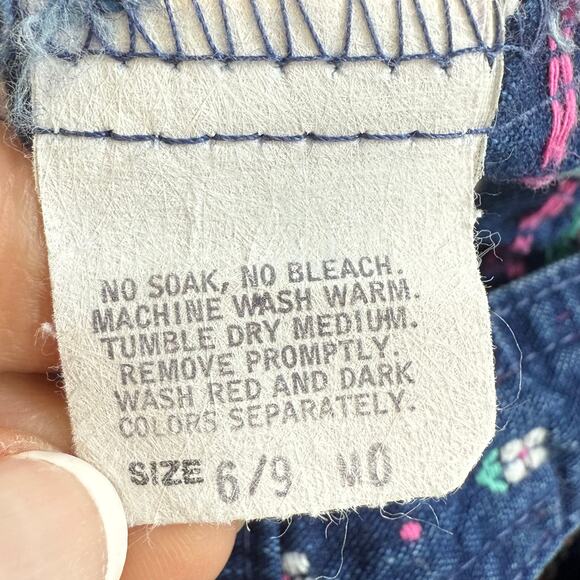 NO SOAK, NO BLEACH.
MACHINE WASH WARM.
TUMBLE DRY MEDIUM.
REMOVE PROMPTLY.
WASH RED AND DARK
COLORS SEPARATELY.
SIZE 6/9 MO